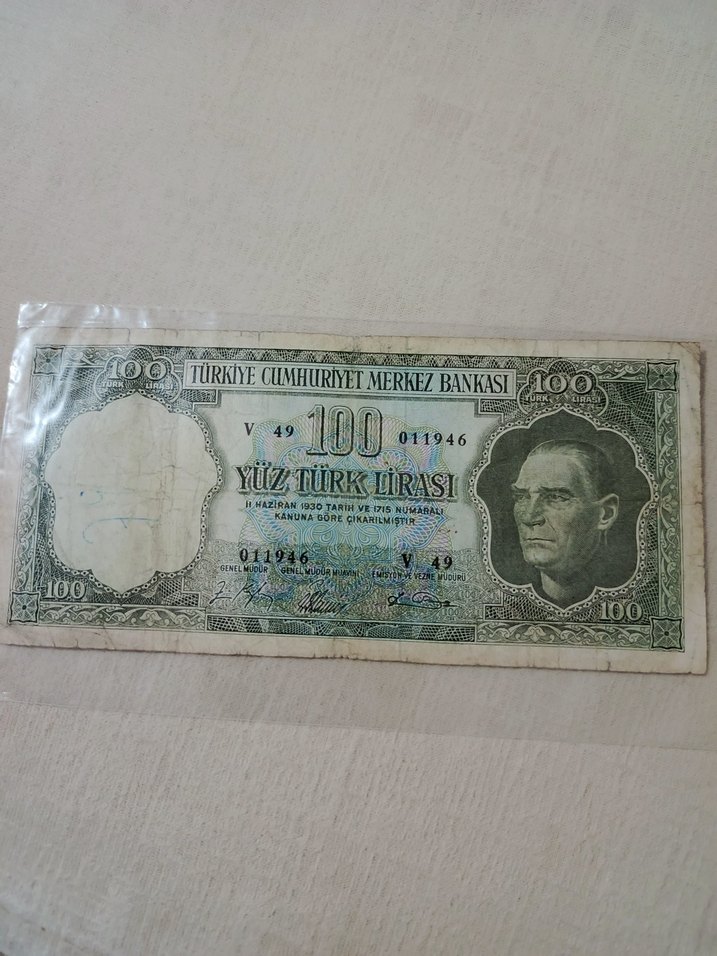 100 TÜRKİYE CUMHURİYET MERKEZ BANKASI 100
TÜRK LİRASI TÜRK LİRASI
V 49 100 011946
YÜZ TÜRK LİRASI
11 HAZİRAN 1930 TARİH VE 1715 NUMARALI
KANUNA GÖRE ÇIKARILMIŞTIR
011946 V 49
GENEL MÜDÜR GENEL MÜDÜR MUAVİNİ EMİSYON VE VEZNE MÜDÜRÜ
100 100